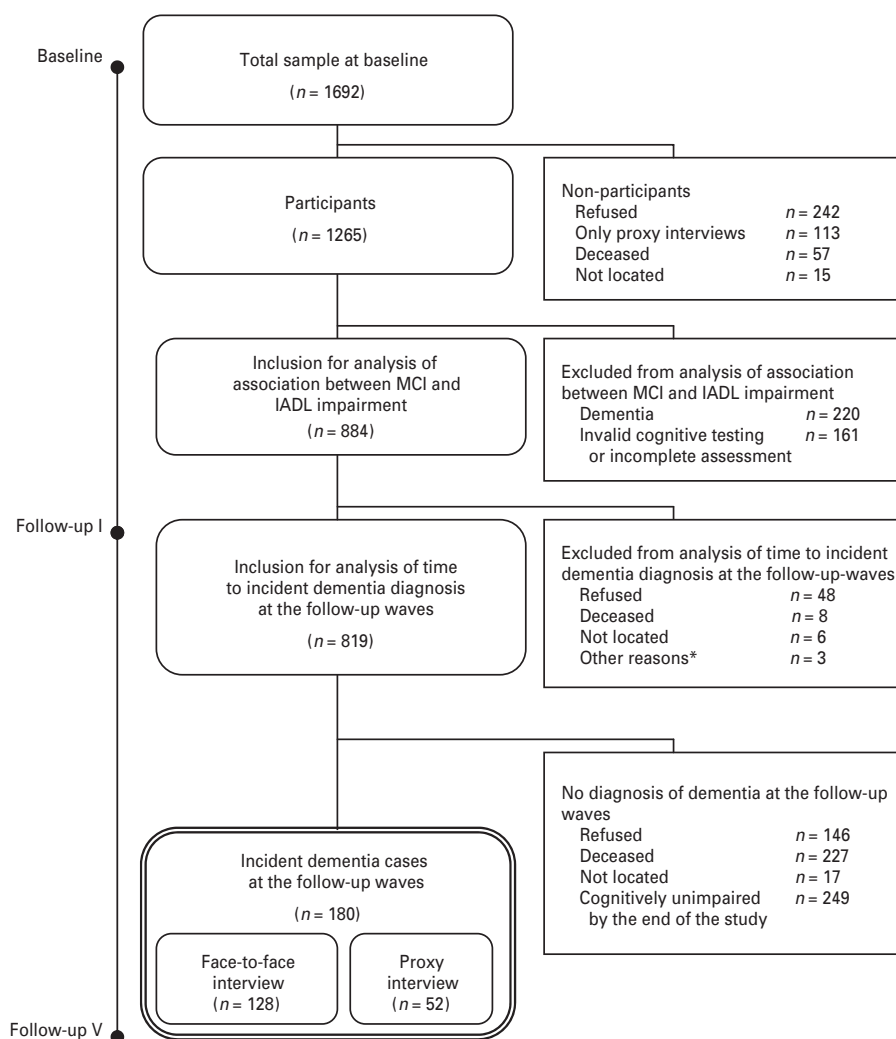 Baseline
Total sample at baseline
(n = 1692)
Participants
(n = 1265)
Non-participants
Refused n = 242
Only proxy interviews n = 113
Deceased n = 57
Not located n = 15
Inclusion for analysis of
association between MCI and
IADL impairment
(n = 884)
Excluded from analysis of association
between MCI and IADL impairment
Dementia n = 220
Invalid cognitive testing n = 161
or incomplete assessment
Follow-up I
Inclusion for analysis of time
to incident dementia diagnosis
at the follow-up waves
(n = 819)
Excluded from analysis of time to incident
dementia diagnosis at the follow-up-waves
Refused n = 48
Deceased n = 8
Not located n = 6
Other reasons* n = 3
No diagnosis of dementia at the follow-up
waves
Refused n = 146
Deceased n = 227
Not located n = 17
Cognitively unimpaired n = 249
by the end of the study
Incident dementia cases
at the follow-up waves
(n = 180)
Face-to-face
interview
(n = 128)
Proxy
interview
(n = 52)
Follow-up V